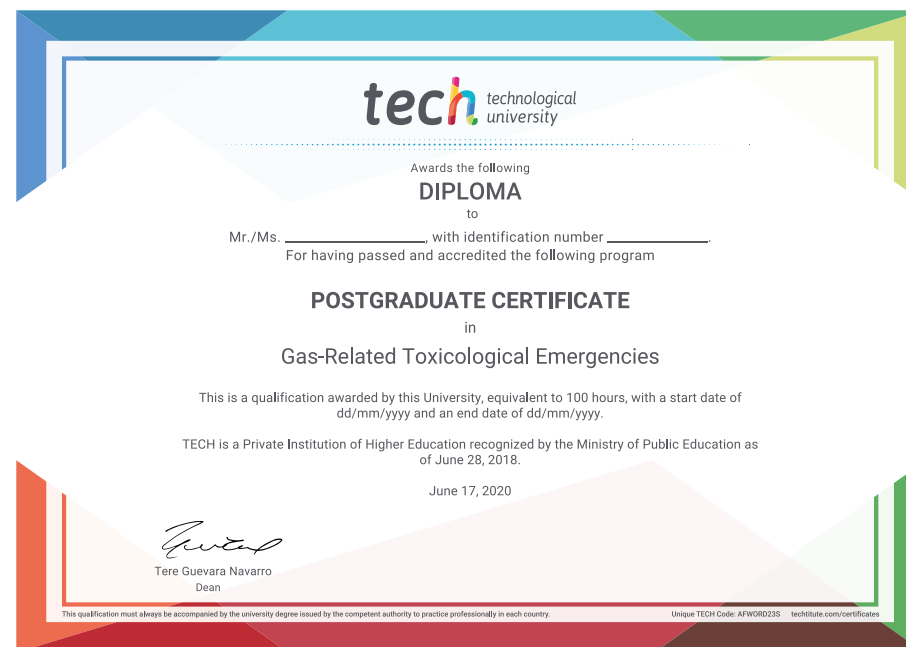 tech technological
university
Awards the following
DIPLOMA
to
Mr./Ms. ____________________, with identification number ______________.
For having passed and accredited the following program
POSTGRADUATE CERTIFICATE
in
Gas-Related Toxicological Emergencies
This is a qualification awarded by this University, equivalent to 100 hours, with a start date of
dd/mm/yyyy and an end date of dd/mm/yyyy.
TECH is a Private Institution of Higher Education recognized by the Ministry of Public Education as
of June 28, 2018.
June 17, 2020
Tere Guevara Navarro
Dean
This qualification must always be accompanied by the university degree issued by the competent authority to practice professionally in each country.
Unique TECH Code: AFWORD23S techtitute.com/certificates